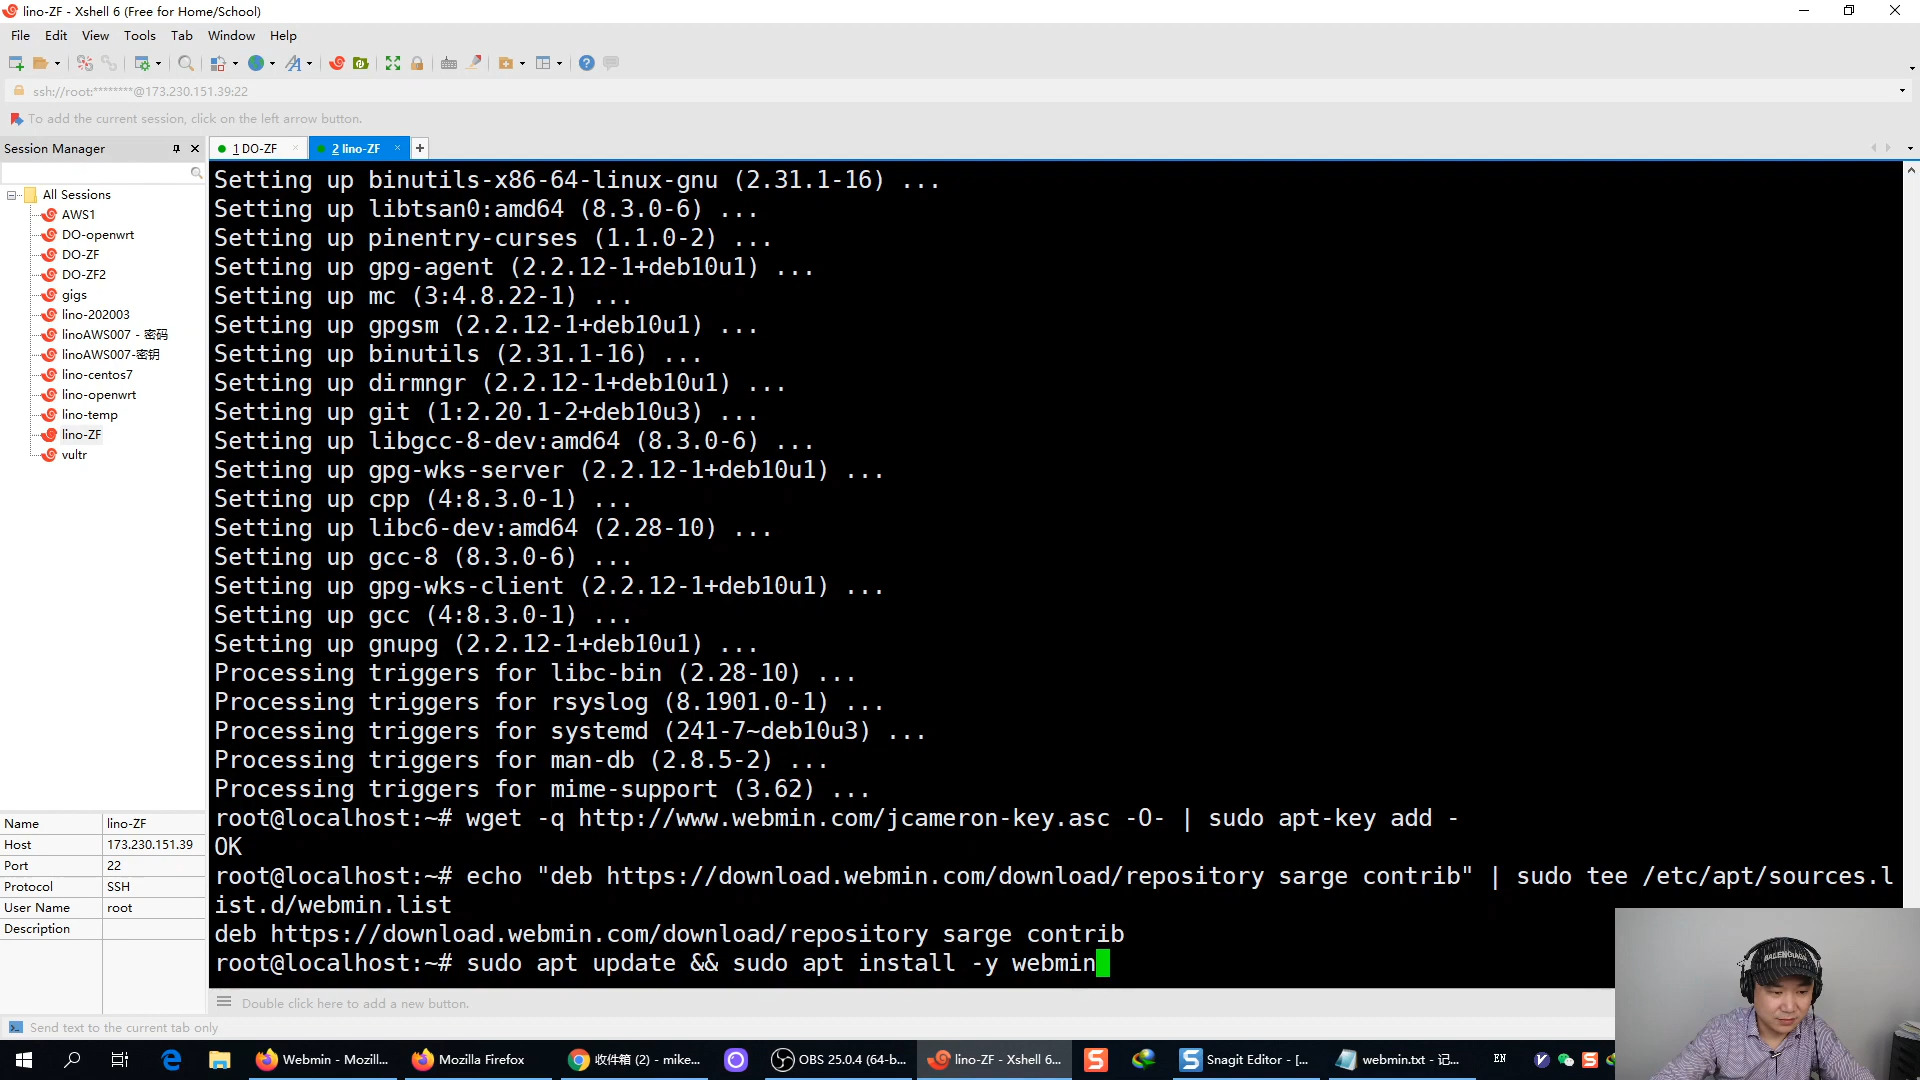 lino-ZF - Xshell 6 (Free for Home/School)
File Edit View Tools Tab Window Help
ssh://root:********@173.230.151.39:22
To add the current session, click on the left arrow button.
Session Manager
1 DO-ZF
2 lino-ZF
All Sessions
AWS1
DO-openwrt
DO-ZF
DO-ZF2
gigs
lino-202003
linoAWS007 - 密码
linoAWS007-密钥
lino-centos7
lino-openwrt
lino-temp
lino-ZF
vultr
Name lino-ZF
Host 173.230.151.39
Port 22
Protocol SSH
User Name root
Description
Setting up binutils-x86-64-linux-gnu (2.31.1-16) ...
Setting up libtsan0:amd64 (8.3.0-6) ...
Setting up pinentry-curses (1.1.0-2) ...
Setting up gpg-agent (2.2.12-1+deb10u1) ...
Setting up mc (3:4.8.22-1) ...
Setting up gpgsm (2.2.12-1+deb10u1) ...
Setting up binutils (2.31.1-16) ...
Setting up dirmngr (2.2.12-1+deb10u1) ...
Setting up git (1:2.20.1-2+deb10u3) ...
Setting up libgcc-8-dev:amd64 (8.3.0-6) ...
Setting up gpg-wks-server (2.2.12-1+deb10u1) ...
Setting up cpp (4:8.3.0-1) ...
Setting up libc6-dev:amd64 (2.28-10) ...
Setting up gcc-8 (8.3.0-6) ...
Setting up gpg-wks-client (2.2.12-1+deb10u1) ...
Setting up gcc (4:8.3.0-1) ...
Setting up gnupg (2.2.12-1+deb10u1) ...
Processing triggers for libc-bin (2.28-10) ...
Processing triggers for rsyslog (8.1901.0-1) ...
Processing triggers for systemd (241-7~deb10u3) ...
Processing triggers for man-db (2.8.5-2) ...
Processing triggers for mime-support (3.62) ...
root@localhost:~# wget -q http://www.webmin.com/jcameron-key.asc -O- | sudo apt-key add -
OK
root@localhost:~# echo "deb https://download.webmin.com/download/repository sarge contrib" | sudo tee /etc/apt/sources.l
ist.d/webmin.list
deb https://download.webmin.com/download/repository sarge contrib
root@localhost:~# sudo apt update && sudo apt install -y webmin
Double click here to add a new button.
Send text to the current tab only
Webmin - Mozill...
Mozilla Firefox
收件箱 (2) - mike...
OBS 25.0.4 (64-b...
lino-ZF - Xshell 6...
Snagit Editor - [...
webmin.txt - 记...
EN